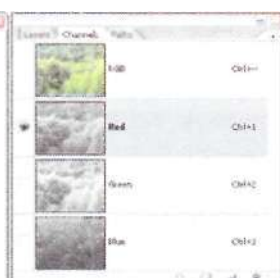 Layers Channels Paths
RGB Ctrl+~
Red Ctrl+1
Green Ctrl+2
Blue Ctrl+3